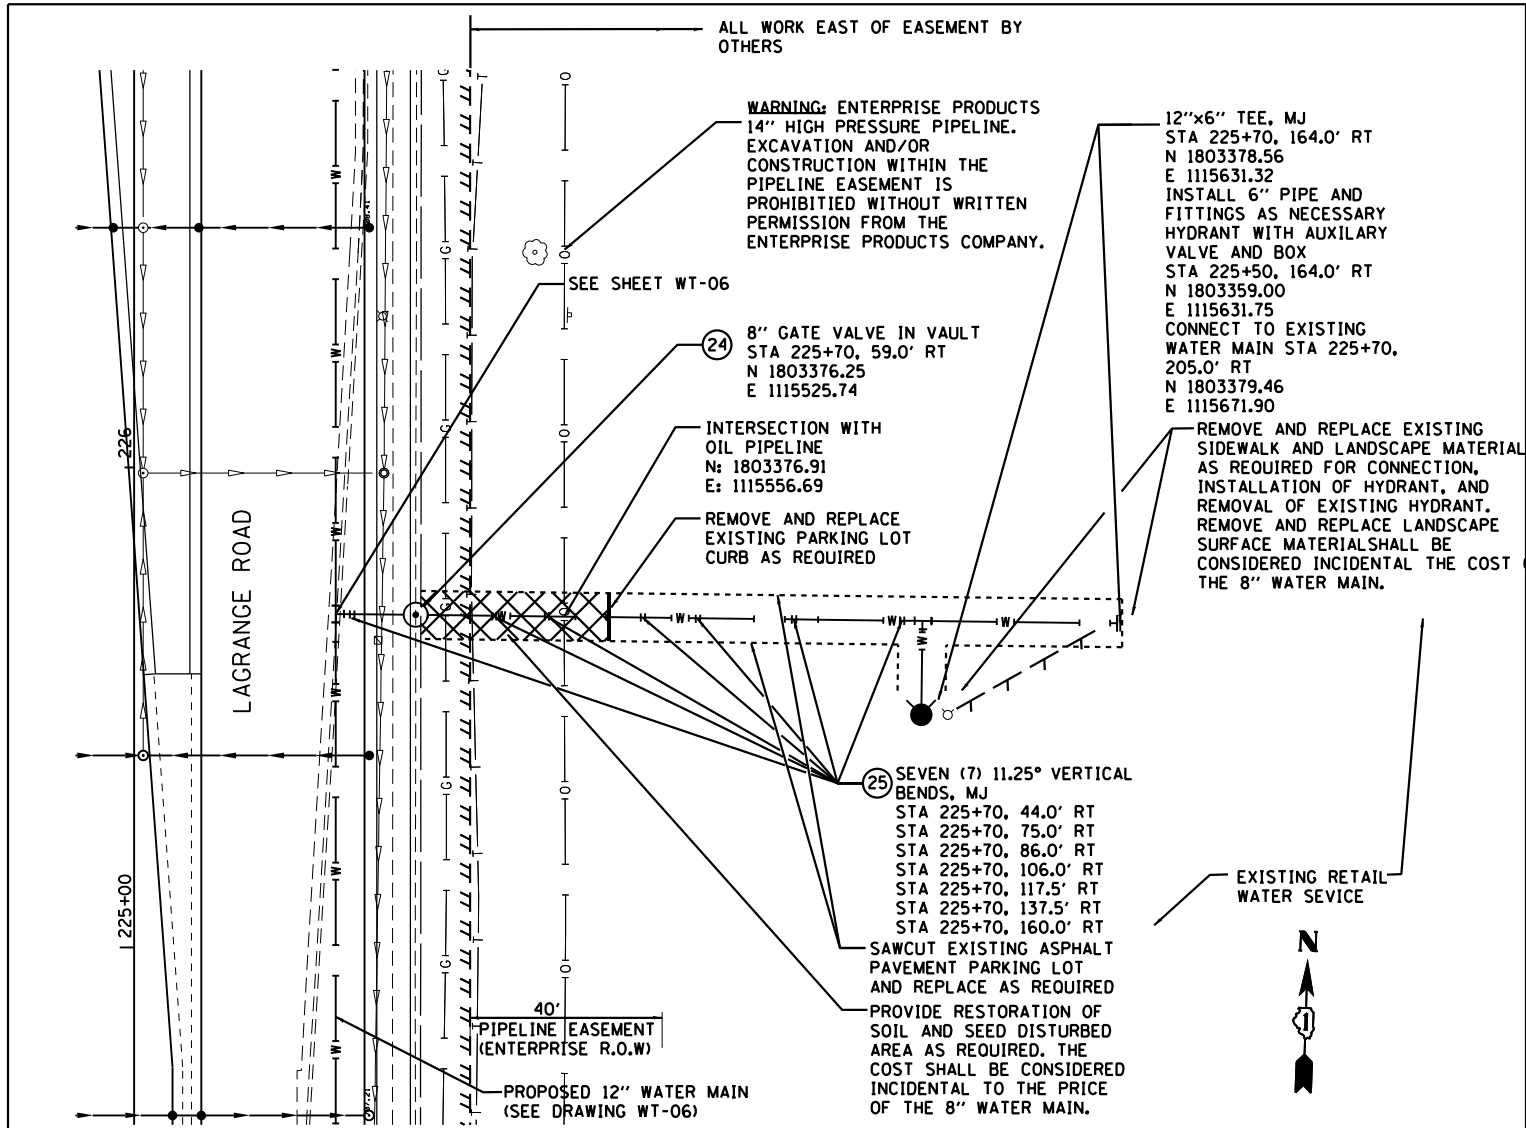 ALL WORK EAST OF EASEMENT BY
OTHERS
WARNING: ENTERPRISE PRODUCTS
14" HIGH PRESSURE PIPELINE.
EXCAVATION AND/OR
CONSTRUCTION WITHIN THE
PIPELINE EASEMENT IS
PROHIBITIED WITHOUT WRITTEN
PERMISSION FROM THE
ENTERPRISE PRODUCTS COMPANY.
12"x6" TEE, MJ
STA 225+70, 164.0' RT
N 1803378.56
E 1115631.32
INSTALL 6" PIPE AND
FITTINGS AS NECESSARY
HYDRANT WITH AUXILARY
VALVE AND BOX
STA 225+50, 164.0' RT
N 1803359.00
E 1115631.75
CONNECT TO EXISTING
WATER MAIN STA 225+70,
205.0' RT
N 1803379.46
E 1115671.90
SEE SHEET WT-06
24
8" GATE VALVE IN VAULT
STA 225+70, 59.0' RT
N 1803376.25
E 1115525.74
INTERSECTION WITH
OIL PIPELINE
N: 1803376.91
E: 1115556.69
REMOVE AND REPLACE
EXISTING PARKING LOT
CURB AS REQUIRED
REMOVE AND REPLACE EXISTING
SIDEWALK AND LANDSCAPE MATERIAL
AS REQUIRED FOR CONNECTION,
INSTALLATION OF HYDRANT, AND
REMOVAL OF EXISTING HYDRANT.
REMOVE AND REPLACE LANDSCAPE
SURFACE MATERIALSHALL BE
CONSIDERED INCIDENTAL THE COST
THE 8" WATER MAIN.
226
LAGRANGE ROAD
225+00
25
SEVEN (7) 11.25° VERTICAL
BENDS, MJ
STA 225+70, 44.0' RT
STA 225+70, 75.0' RT
STA 225+70, 86.0' RT
STA 225+70, 106.0' RT
STA 225+70, 117.5' RT
STA 225+70, 137.5' RT
STA 225+70, 160.0' RT
SAWCUT EXISTING ASPHALT
PAVEMENT PARKING LOT
AND REPLACE AS REQUIRED
PROVIDE RESTORATION OF
SOIL AND SEED DISTURBED
AREA AS REQUIRED. THE
COST SHALL BE CONSIDERED
INCIDENTAL TO THE PRICE
OF THE 8" WATER MAIN.
EXISTING RETAIL
WATER SEVICE
N
1
40'
PIPELINE EASEMENT
(ENTERPRISE R.O.W)
PROPOSED 12" WATER MAIN
(SEE DRAWING WT-06)
W
W
W
W
W
W
W
W
W
W
W
G
G
G
G
G
G
G
G
O
O
O
O
O
O
O
T